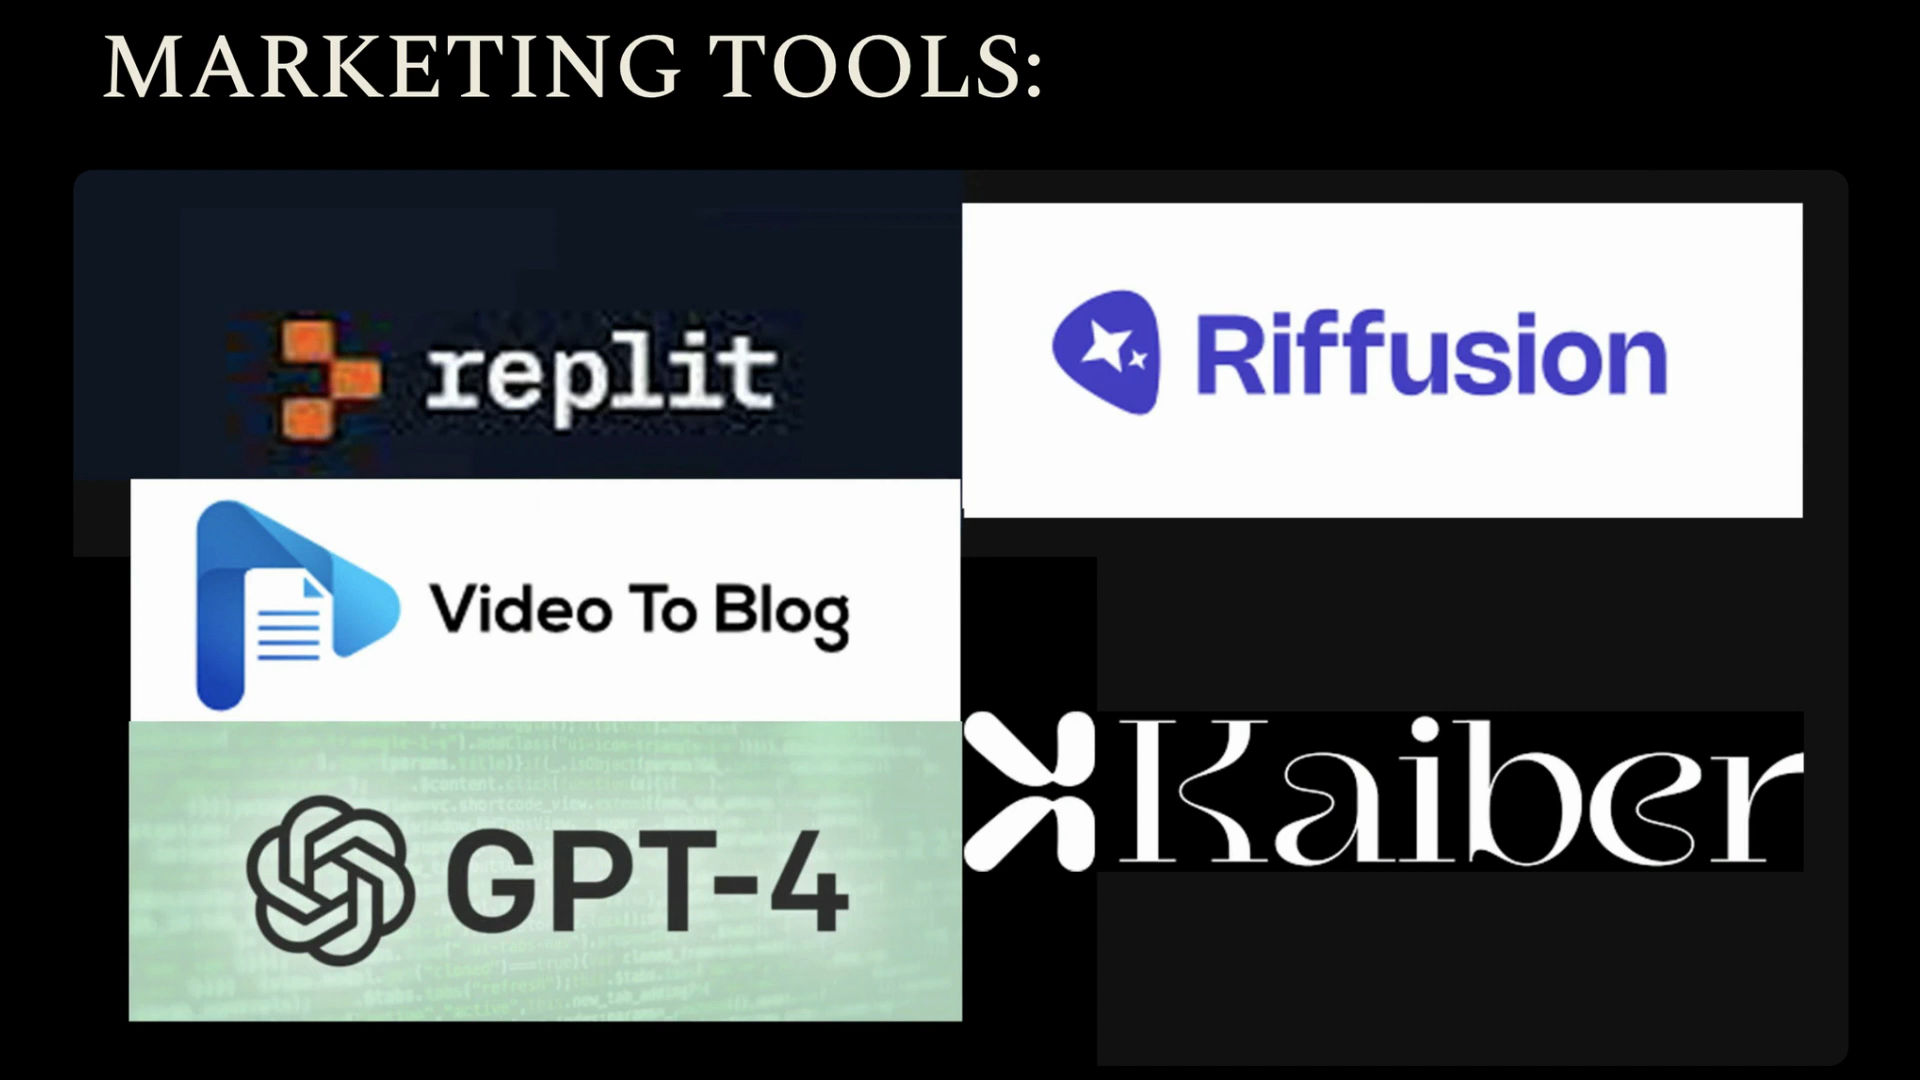 MARKETING TOOLS:
replit
Riffusion
Video To Blog
GPT-4
Kaiber